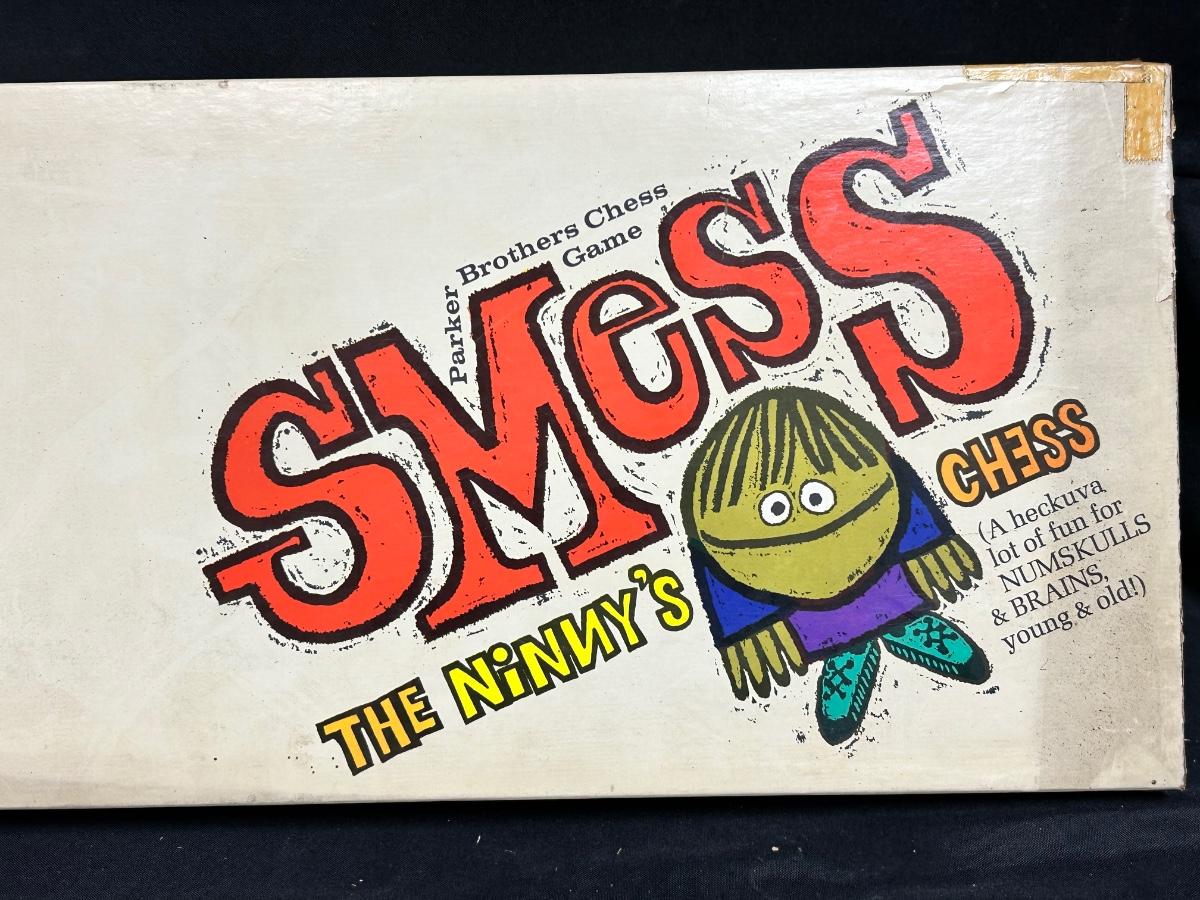 Parker Brothers Chess
Game
SMeSS
THE NiNNY'S
CHESS
(A heckuva
lot of fun for
NUMSKULLS
& BRAINS,
young & old!)